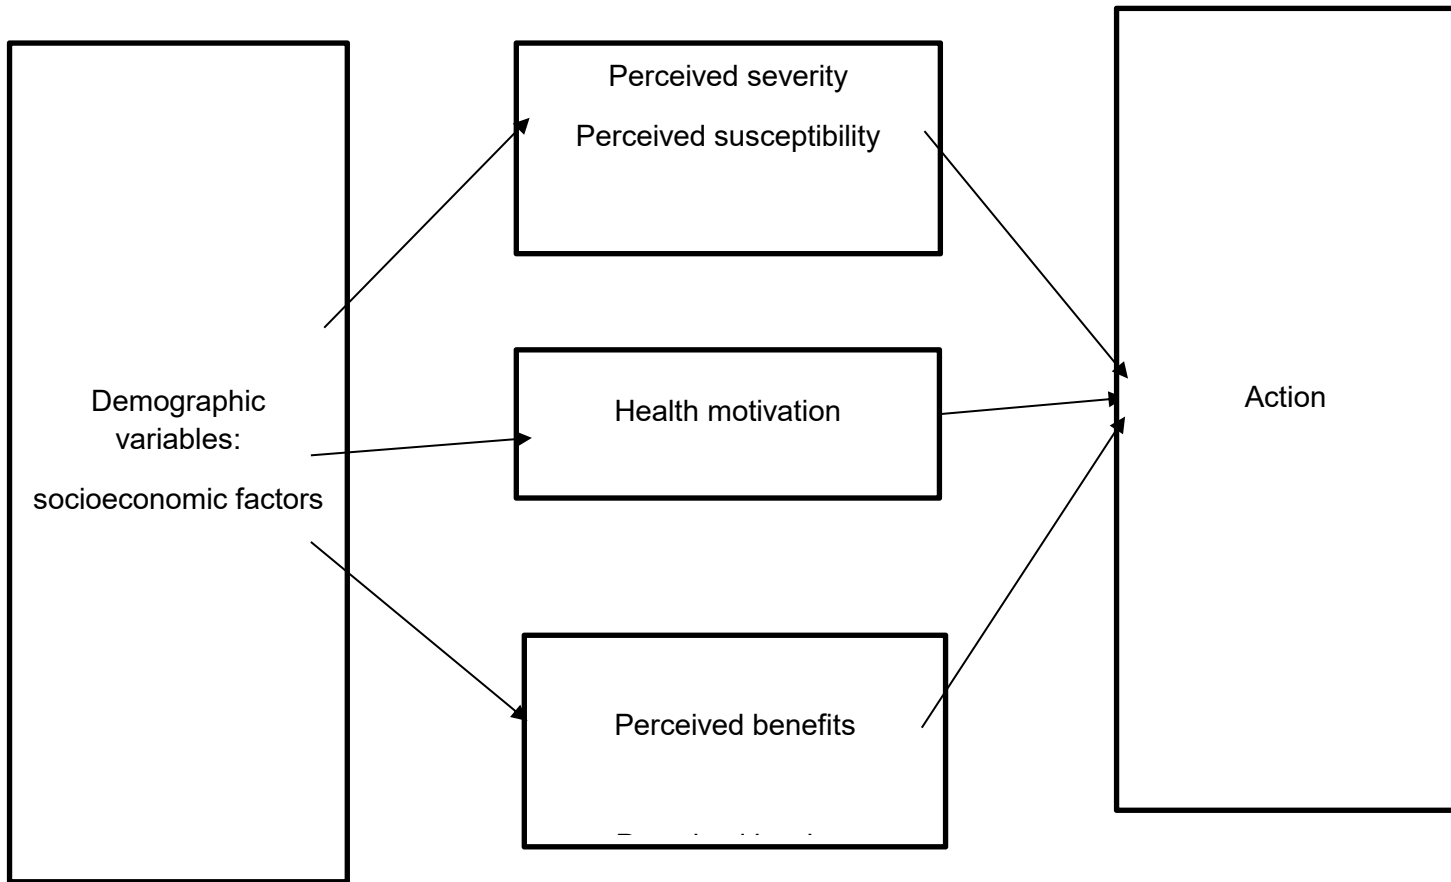 Perceived severity
Perceived susceptibility
Demographic
variables:
socioeconomic factors
Health motivation
Action
Perceived benefits